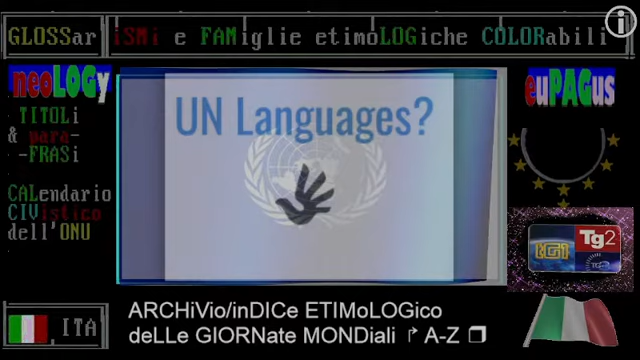 GLOSSar iSMi e FAMiglie etimoLOGiche COLORabili
i
neoLOGy
euPAGus
TiTOLi
& para-
-FRASi
CALendario
CIVistico
dell'ONU
UN Languages?
TG1
Tg2
ITA
ARCHiVio/inDICe ETIMoLOGico
deLLe GIORNate MONDiali ↱ A-Z ❐